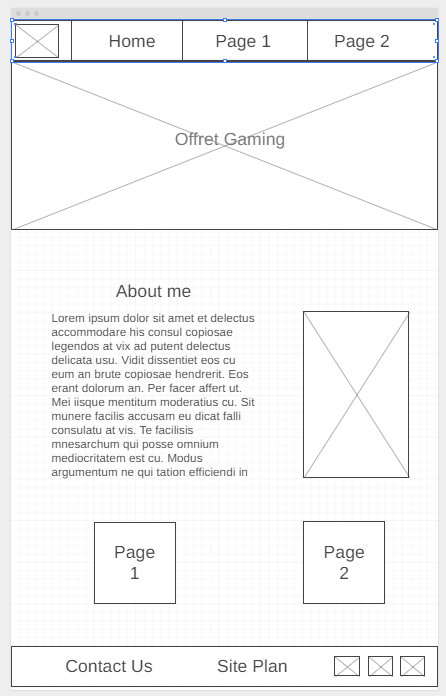 Home Page 1 Page 2
Offret Gaming
About me
Lorem ipsum dolor sit amet et delectus
accommodare his consul copiosae
legendos at vix ad putent delectus
delicata usu. Vidit dissentiet eos cu
eum an brute copiosae hendrerit. Eos
erant dolorum an. Per facer affert ut.
Mei iisque mentitum moderatius cu. Sit
munere facilis accusam eu dicat falli
consulatu at vis. Te facilisis
mnesarchum qui posse omnium
mediocritatem est cu. Modus
argumentum ne qui tation efficiendi in
Page
1
Page
2
Contact Us Site Plan